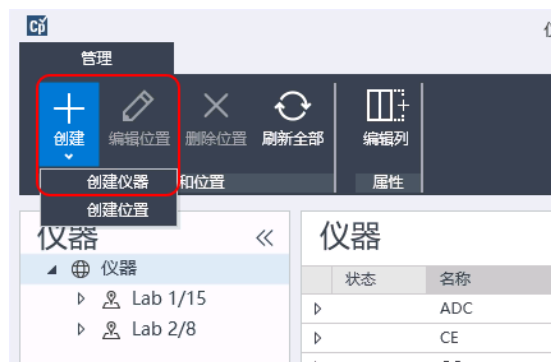 Cp
管理
创建 编辑位置 删除位置 刷新全部 编辑列
创建仪器 和位置 属性
创建位置
仪器 仪器
仪器 状态 名称
Lab 1/15 ADC
Lab 2/8 CE